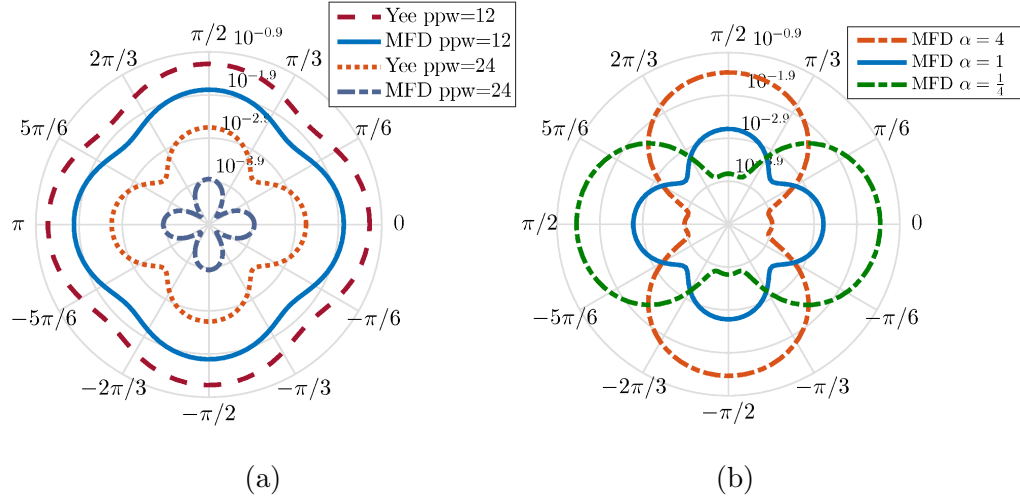 Yee ppw=12
MFD ppw=12
Yee ppw=24
MFD ppw=24
π/2
10^-0.9
2π/3
π/3
10^-1.9
5π/6
π/6
10^-2.9
π
0
−5π/6
−π/6
−2π/3
−π/3
−π/2
(a)
MFD α = 4
MFD α = 1
MFD α = 1/4
π/2
10^-0.9
2π/3
π/3
10^-1.9
5π/6
π/6
10^-2.9
π/2
0
−5π/6
−π/6
−2π/3
−π/3
−π/2
(b)